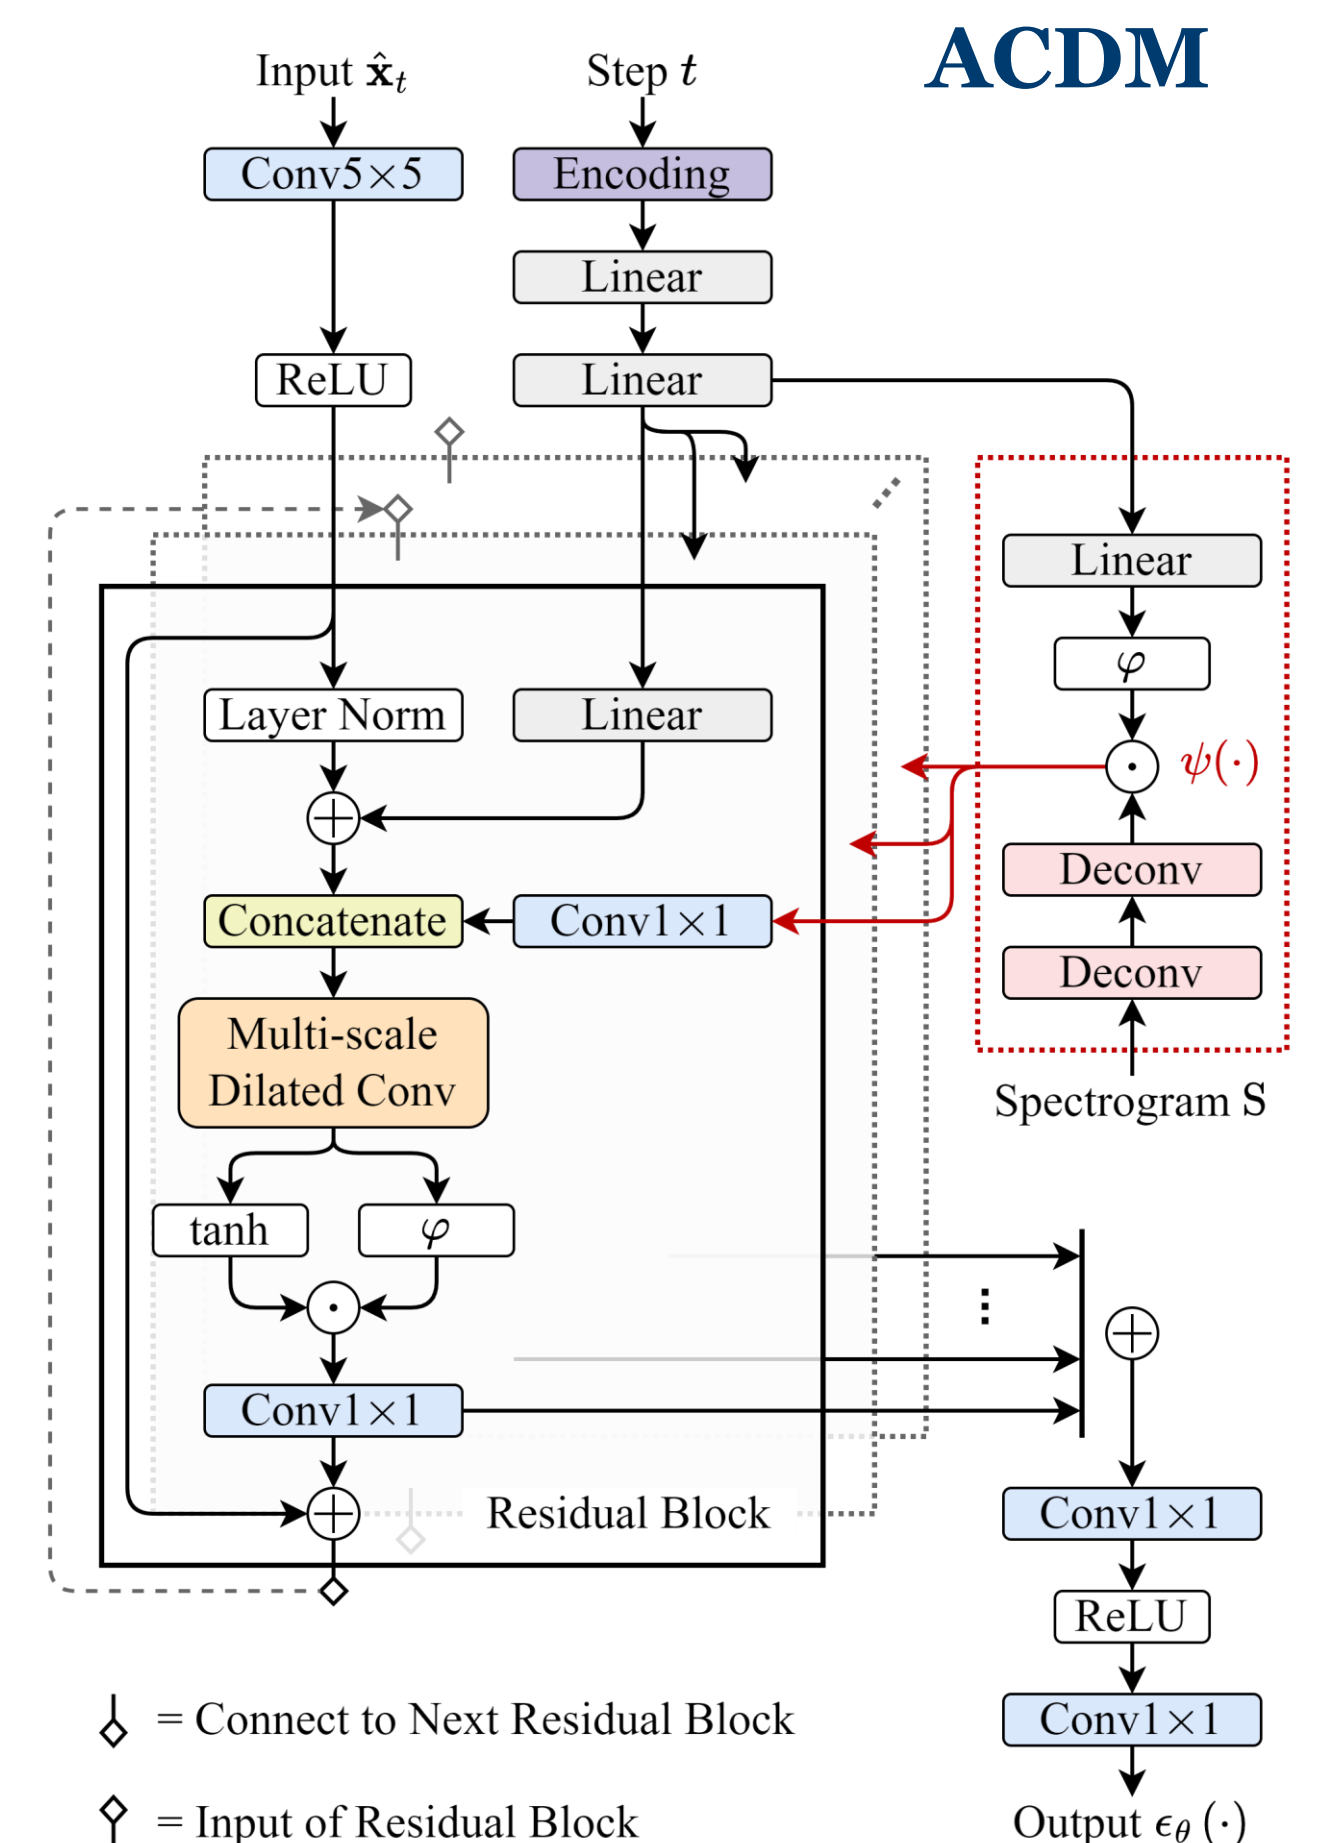 ACDM
Input x̂ₜ
Step t
Conv5×5
Encoding
Linear
ReLU
Linear
Linear
φ
Layer Norm
Linear
ψ(·)
Deconv
Concatenate
Conv1×1
Deconv
Multi-scale
Dilated Conv
Spectrogram S
tanh
φ
Conv1×1
Residual Block
Conv1×1
ReLU
Conv1×1
= Connect to Next Residual Block
= Input of Residual Block
Output ϵ_θ (·)